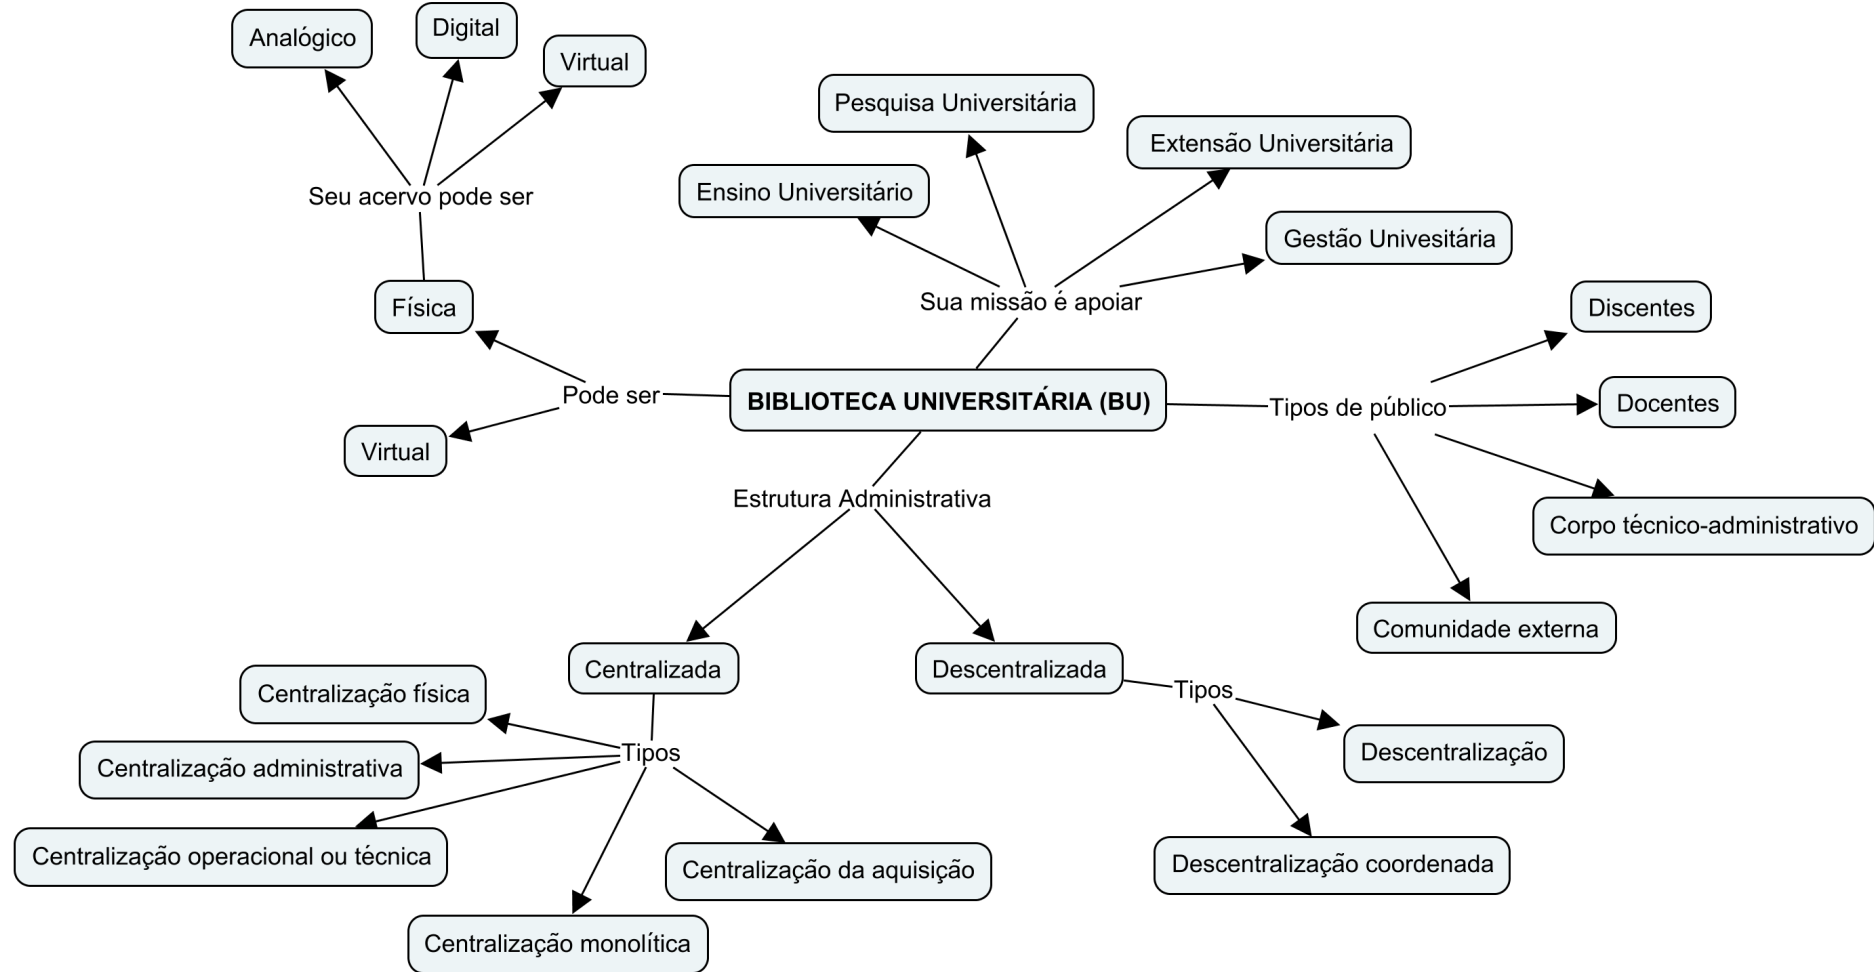 Analógico
Digital
Virtual
Seu acervo pode ser
Física
Pode ser
Virtual
Pesquisa Universitária
Extensão Universitária
Ensino Universitário
Gestão Univesitária
Sua missão é apoiar
BIBLIOTECA UNIVERSITÁRIA (BU)
Tipos de público
Discentes
Docentes
Corpo técnico-administrativo
Comunidade externa
Estrutura Administrativa
Centralizada
Tipos
Centralização física
Centralização administrativa
Centralização operacional ou técnica
Centralização monolítica
Centralização da aquisição
Descentralizada
Tipos
Descentralização
Descentralização coordenada